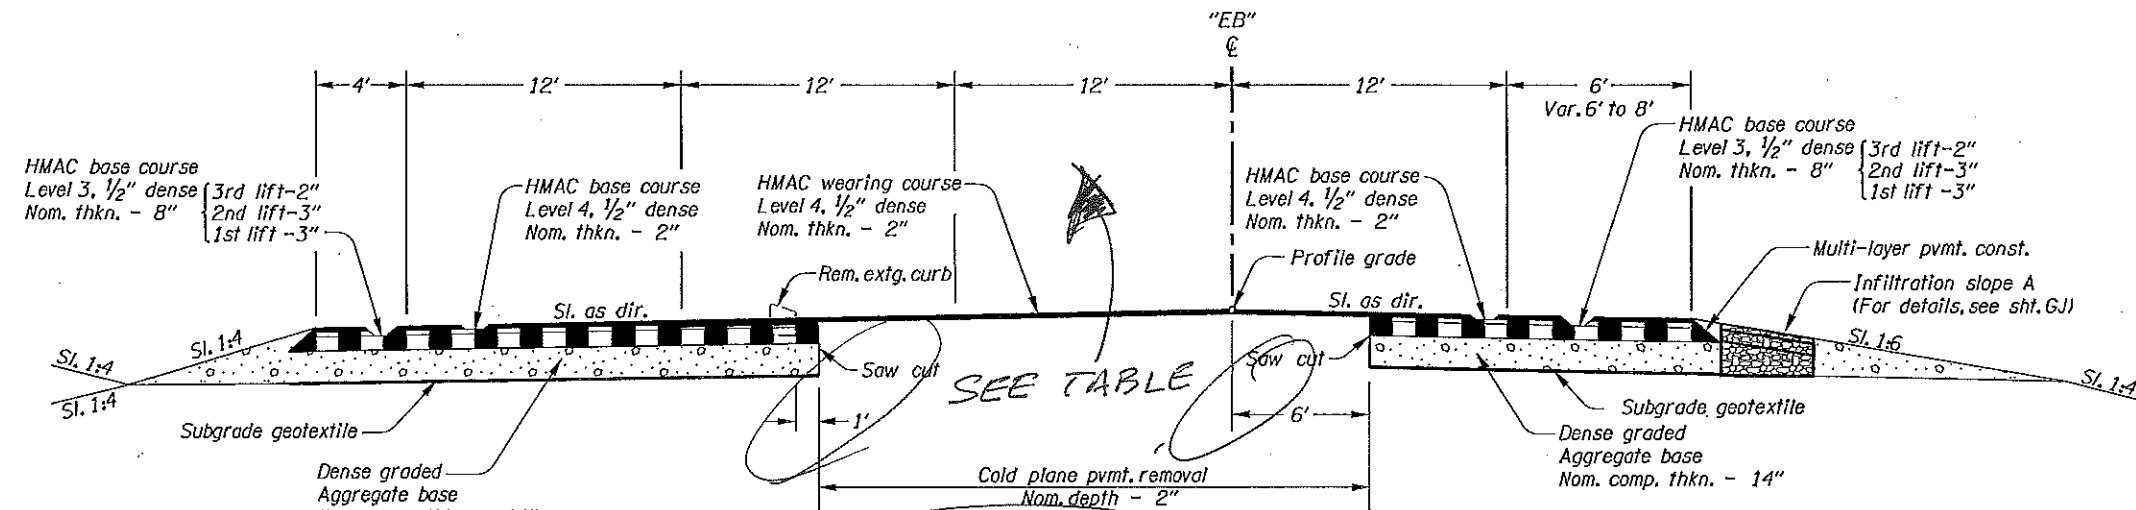 "EB"
℄
4'
12'
12'
12'
12'
6'
Var. 6' to 8'
HMAC base course
Level 3, 1/2" dense
Nom. thkn. - 8"
3rd lift-2"
2nd lift-3"
1st lift-3"
HMAC base course
Level 4, 1/2" dense
Nom. thkn. - 2"
HMAC wearing course
Level 4, 1/2" dense
Nom. thkn. - 2"
HMAC base course
Level 4, 1/2" dense
Nom. thkn. - 2"
HMAC base course
Level 3, 1/2" dense
Nom. thkn. - 8"
3rd lift-2"
2nd lift-3"
1st lift -3"
Rem. extg. curb
Profile grade
Multi-layer pvmt. const.
Infiltration slope A
(For details, see sht. GJ)
Sl. as dir.
Sl. as dir.
Sl. 1:4
Sl. 1:4
Sl. 1:4
Sl. 1:6
Sl. 1:4
Saw cut
SEE TABLE
Saw cut
Subgrade geotextile
1'
6'
Subgrade geotextile
Dense graded
Aggregate base
Cold plane pvmt. removal
Nom. depth - 2"
Dense graded
Aggregate base
Nom. comp. thkn. - 14"